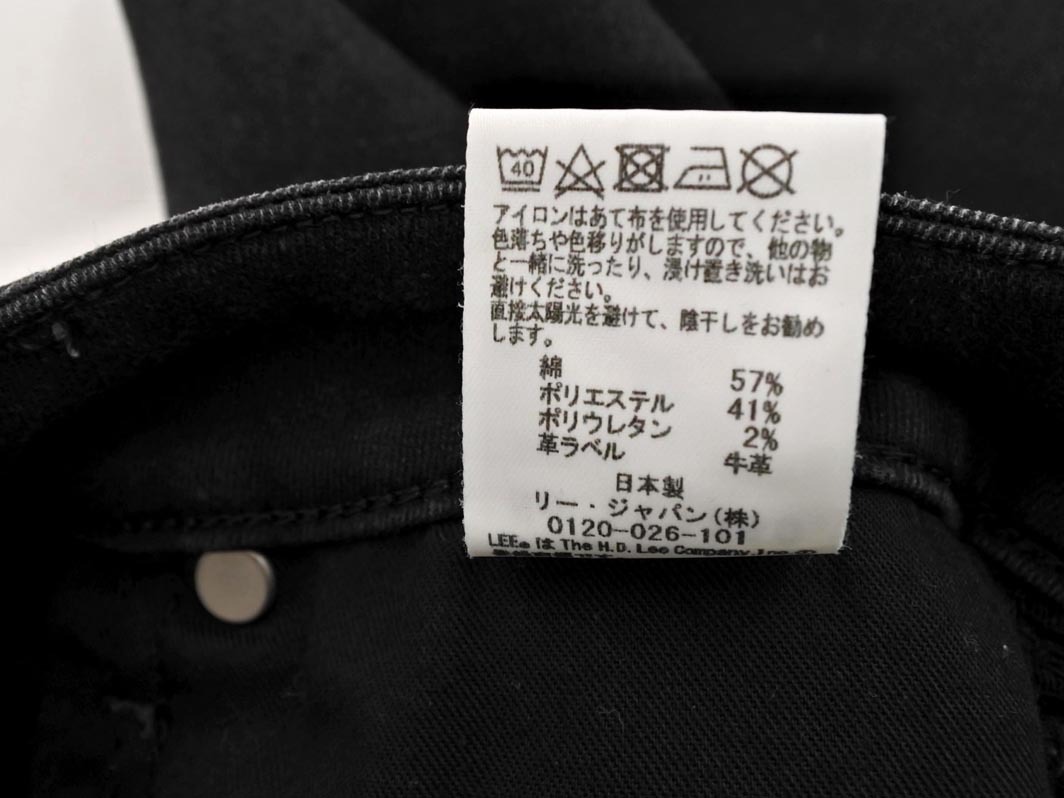 40
アイロンはあて布を使用してください。
色落ちや色移りがしますので、他の物
と一緒に洗ったり、浸け置き洗いはお
避けください。
直接太陽光を避けて、陰干しをお勧め
します。
綿 57%
ポリエステル 41%
ポリウレタン 2%
革ラベル 牛革
日本製
リー・ジャパン(株)
0120-026-101
LEE®は The H.D. Lee Company, Inc.の